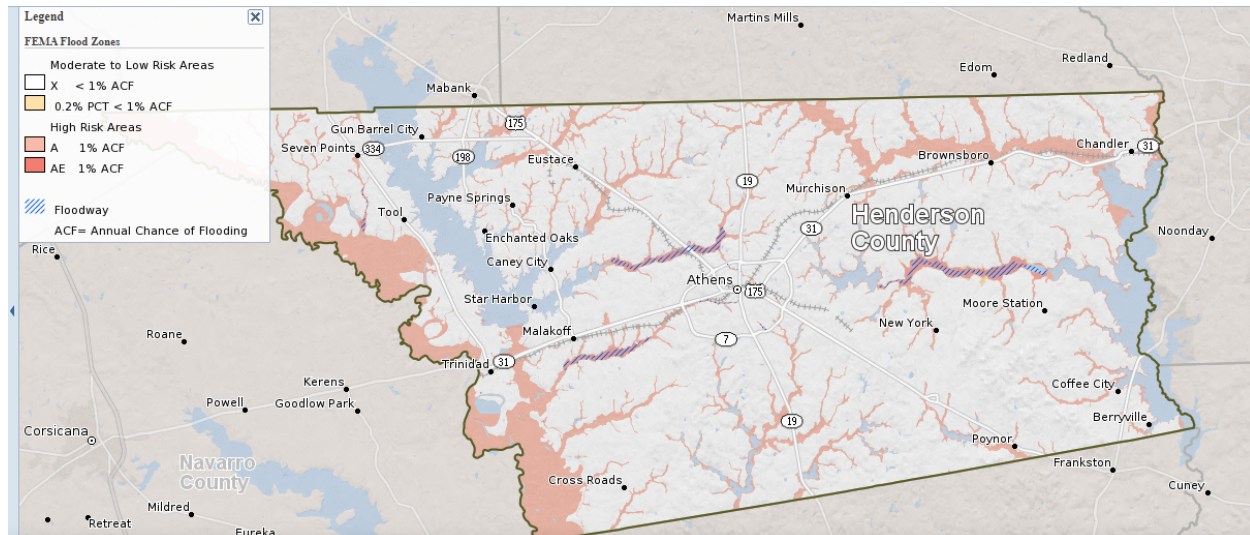 Legend
FEMA Flood Zones
Moderate to Low Risk Areas
X < 1% ACF
0.2% PCT < 1% ACF
High Risk Areas
A 1% ACF
AE 1% ACF
Floodway
ACF= Annual Chance of Flooding
Martins Mills
Redland
Edom
Mabank
175
Gun Barrel City
Seven Points
334
198
Eustace
Chandler
31
Brownsboro
19
Murchison
Payne Springs
Tool
Henderson
County
Noonday
Rice
Enchanted Oaks
31
Caney City
Athens
175
Star Harbor
Moore Station
New York
Roane
Malakoff
7
Trinidad
31
Kerens
Coffee City
Powell
Goodlow Park
Berryville
19
Corsicana
Poynor
Navarro
County
Frankston
Cross Roads
Cuney
Mildred
Retreat
Eureka